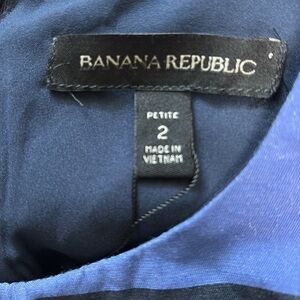 BANANA REPUBLIC
PETITE
2
MADE IN
VIETNAM